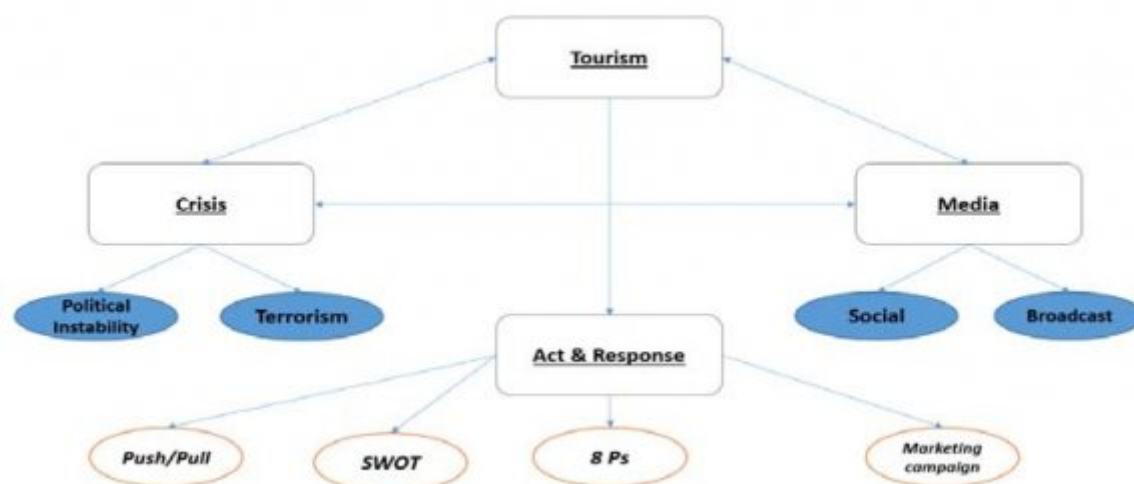 Tourism
Crisis
Media
Political
Instability
Terrorism
Social
Broadcast
Act & Response
Push/Pull
SWOT
8 Ps
Marketing
campaign